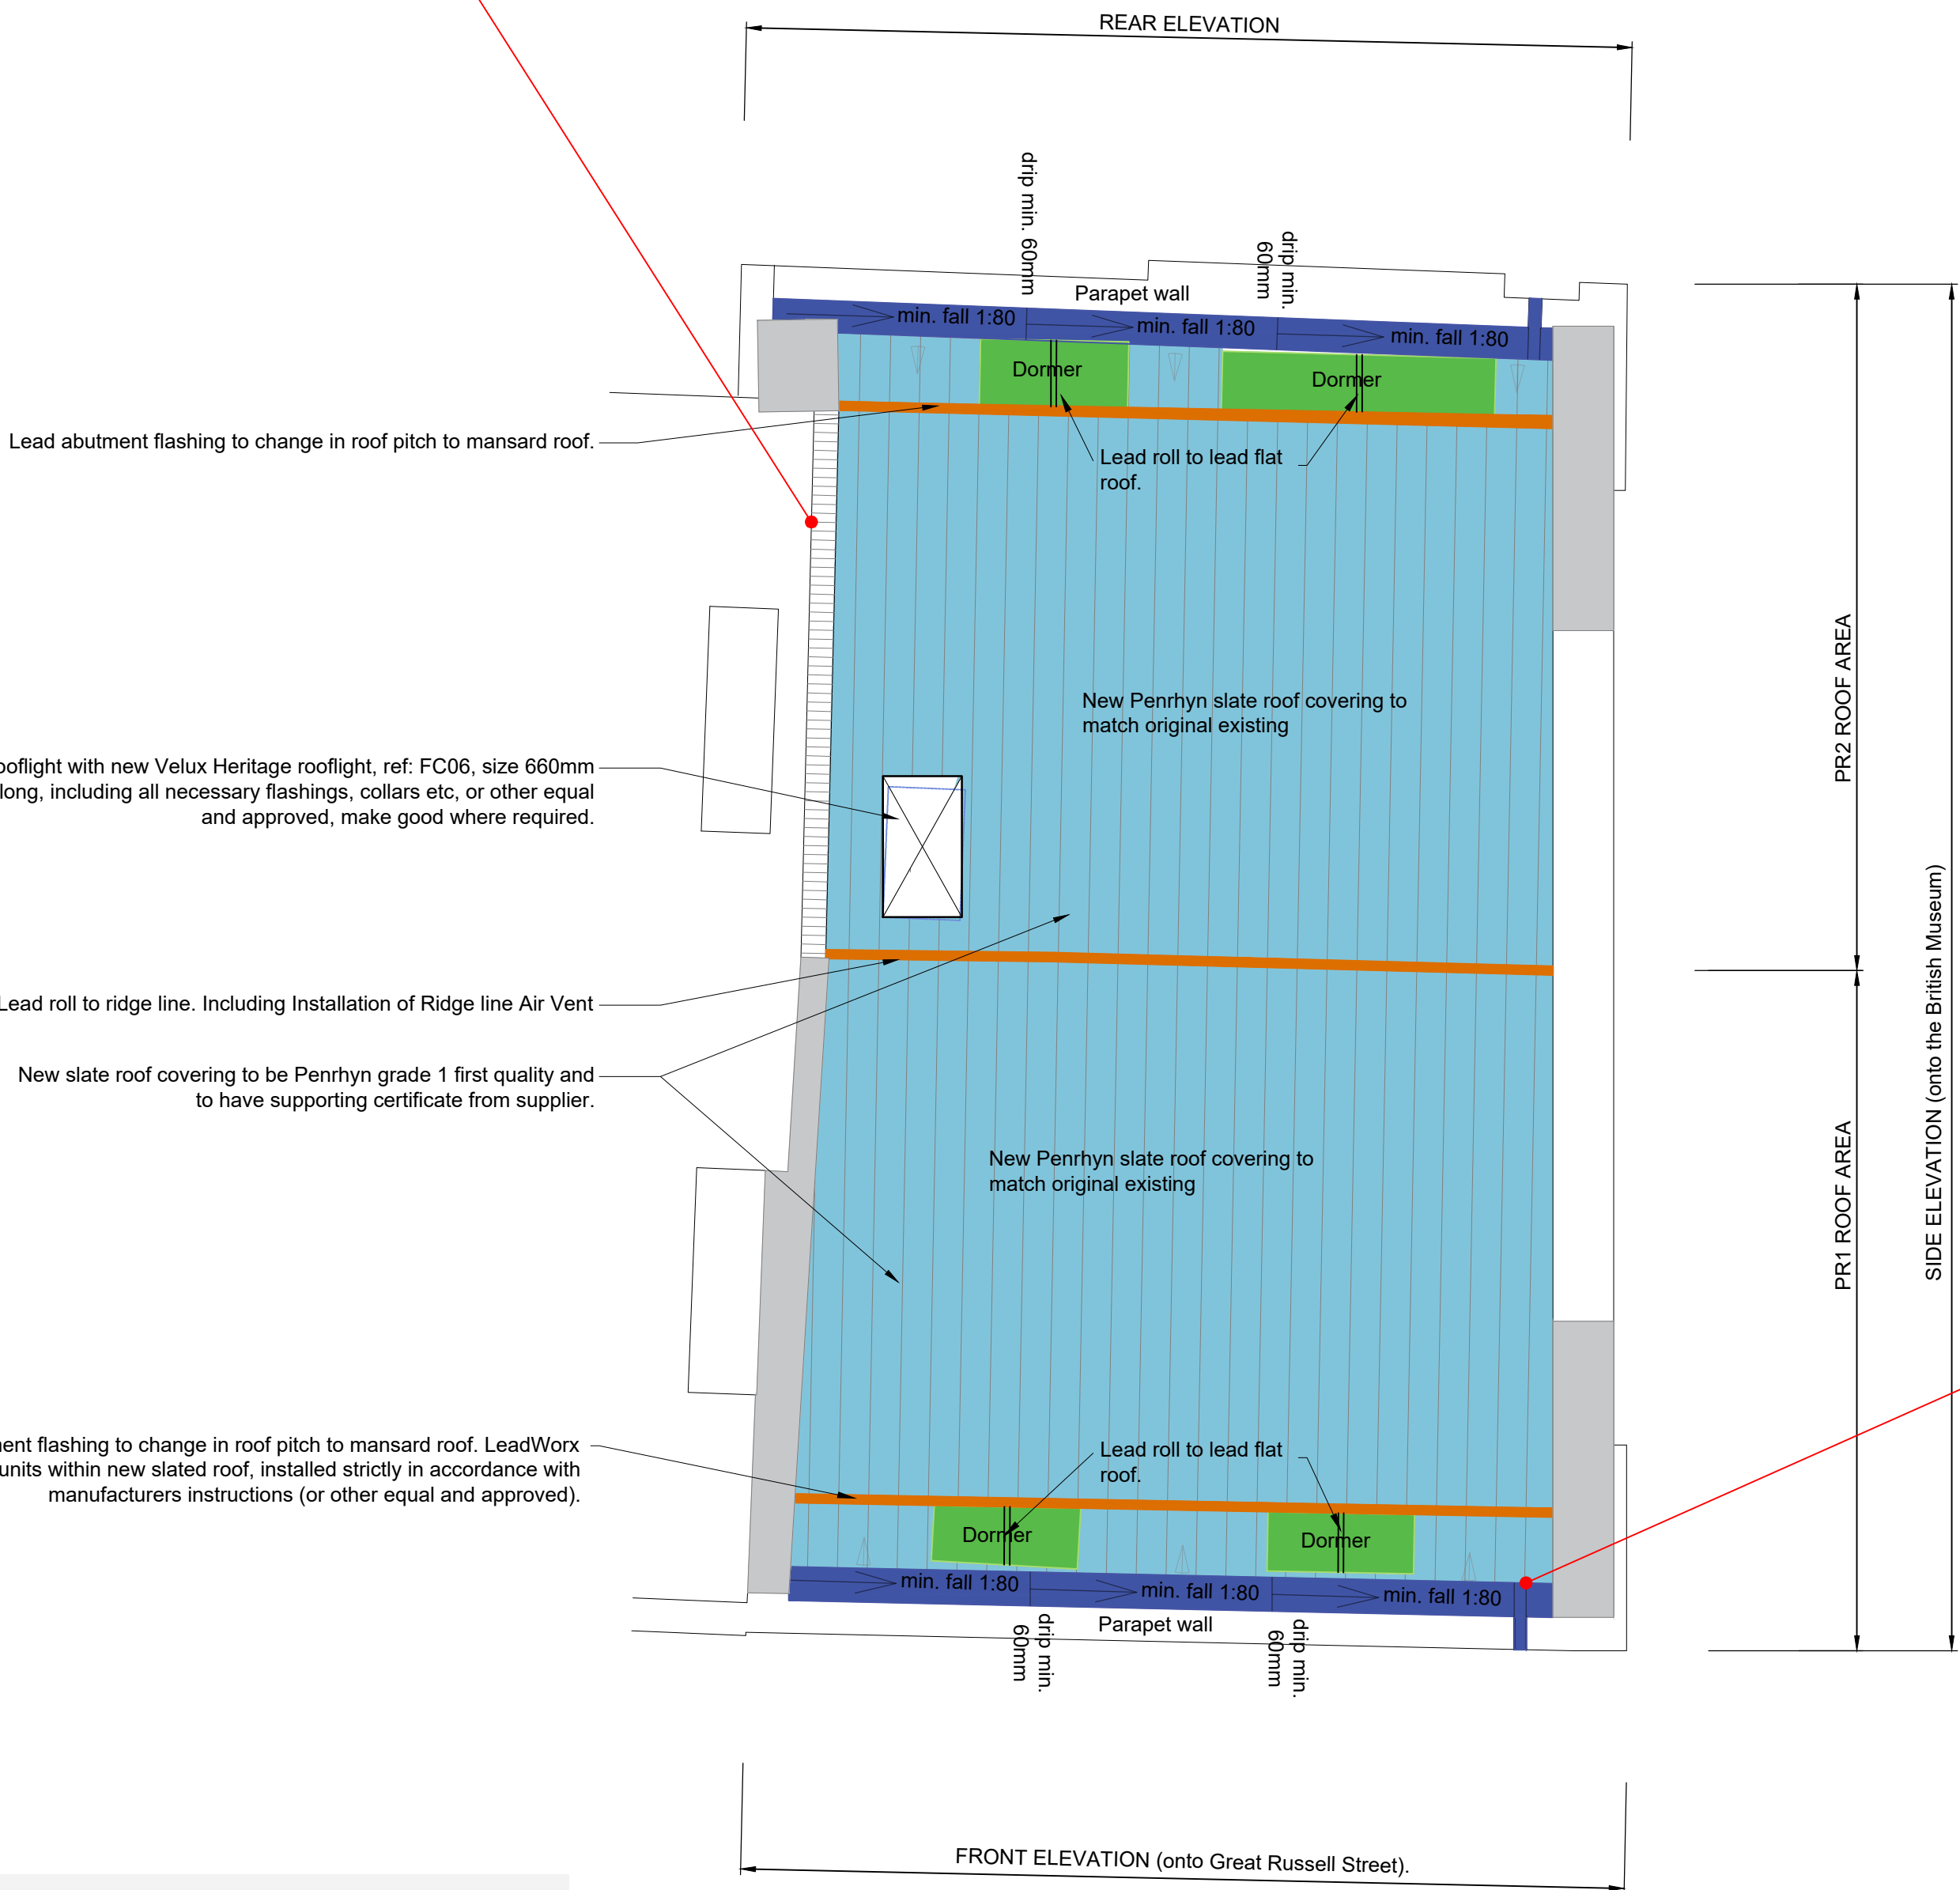 REAR ELEVATION
drip min. 60mm
drip min.
60mm
Parapet wall
min. fall 1:80
min. fall 1:80
min. fall 1:80
Dormer
Dormer
Lead abutment flashing to change in roof pitch to mansard roof.
Lead roll to lead flat
roof.
PR2 ROOF AREA
New Penrhyn slate roof covering to
match original existing
ooflight with new Velux Heritage rooflight, ref: FC06, size 660mm
long, including all necessary flashings, collars etc, or other equal
and approved, make good where required.
SIDE ELEVATION (onto the British Museum)
Lead roll to ridge line. Including Installation of Ridge line Air Vent
New slate roof covering to be Penrhyn grade 1 first quality and
to have supporting certificate from supplier.
PR1 ROOF AREA
New Penrhyn slate roof covering to
match original existing
ent flashing to change in roof pitch to mansard roof. LeadWorx
units within new slated roof, installed strictly in accordance with
manufacturers instructions (or other equal and approved).
Lead roll to lead flat
roof.
Dormer
Dormer
min. fall 1:80
min. fall 1:80
min. fall 1:80
Parapet wall
drip min.
60mm
drip min.
60mm
FRONT ELEVATION (onto Great Russell Street).